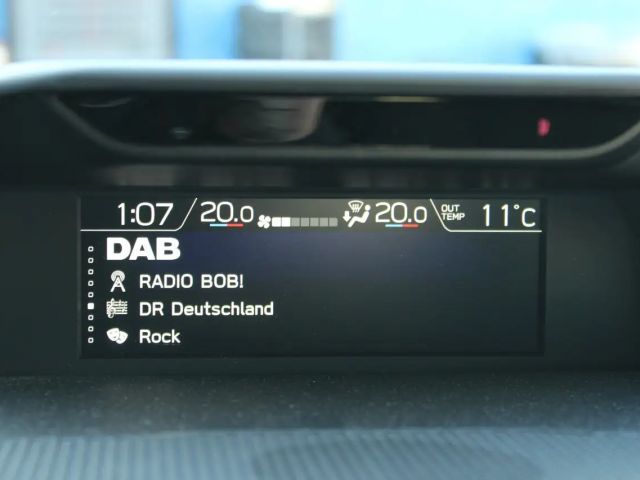 1:07 20.0 20.0 OUT TEMP 11°C
DAB
RADIO BOB!
DR Deutschland
Rock